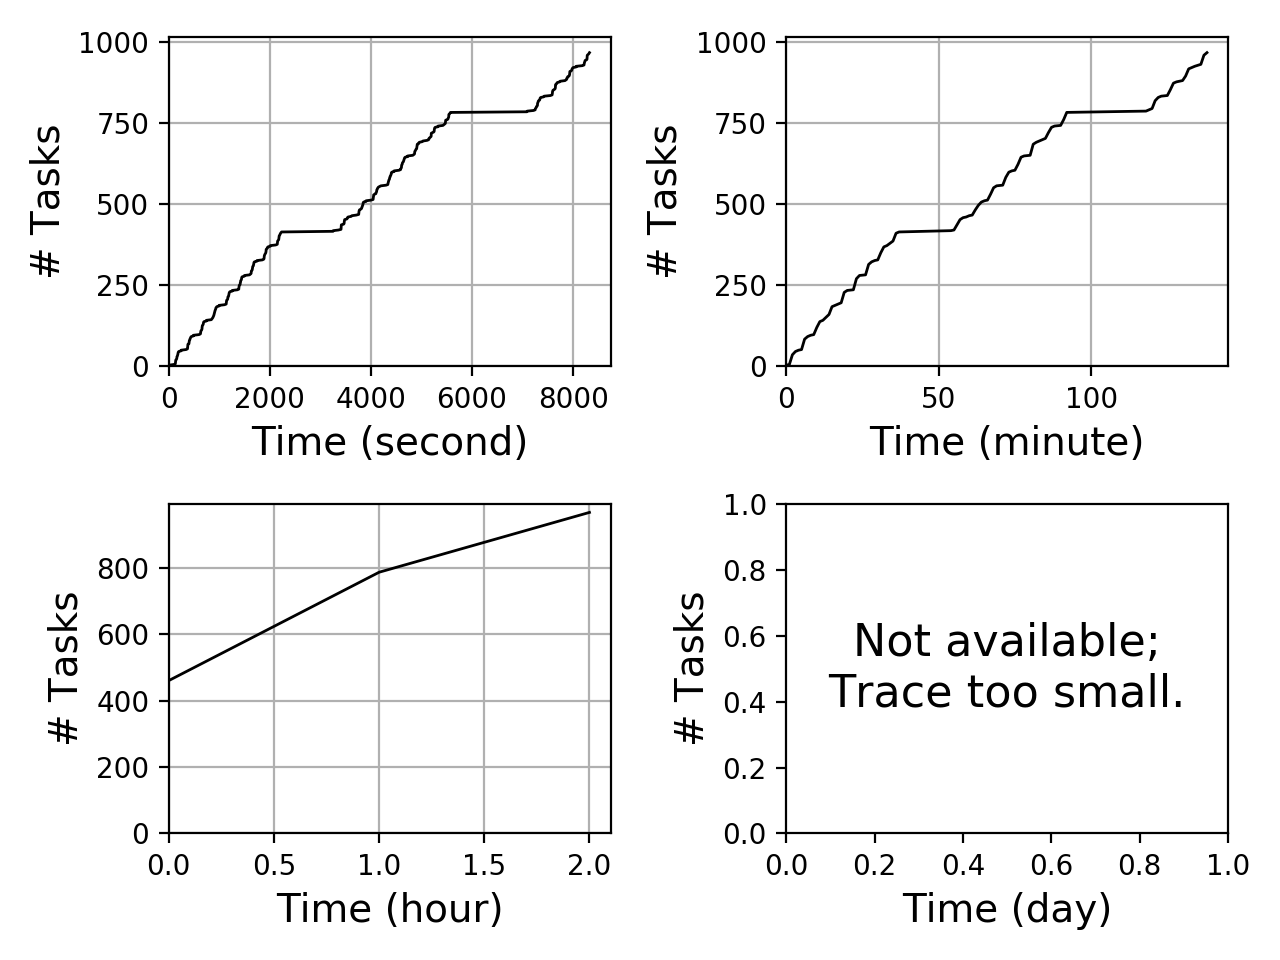 1000
750
500
250
0
0 2000 4000 6000 8000
# Tasks
Time (second)
1000
750
500
250
0
0 50 100
# Tasks
Time (minute)
800
600
400
200
0
0.0 0.5 1.0 1.5 2.0
# Tasks
Time (hour)
1.0
0.8
0.6
0.4
0.2
0.0
0.0 0.2 0.4 0.6 0.8 1.0
# Tasks
Not available;
Trace too small.
Time (day)